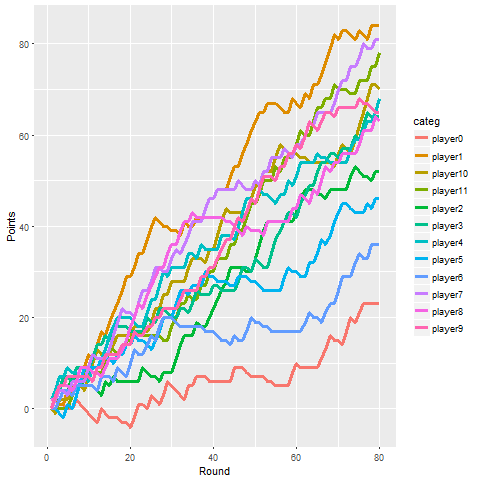 80
60
40
20
0
Points
0
20
40
60
80
Round
categ
player0
player1
player10
player11
player2
player3
player4
player5
player6
player7
player8
player9